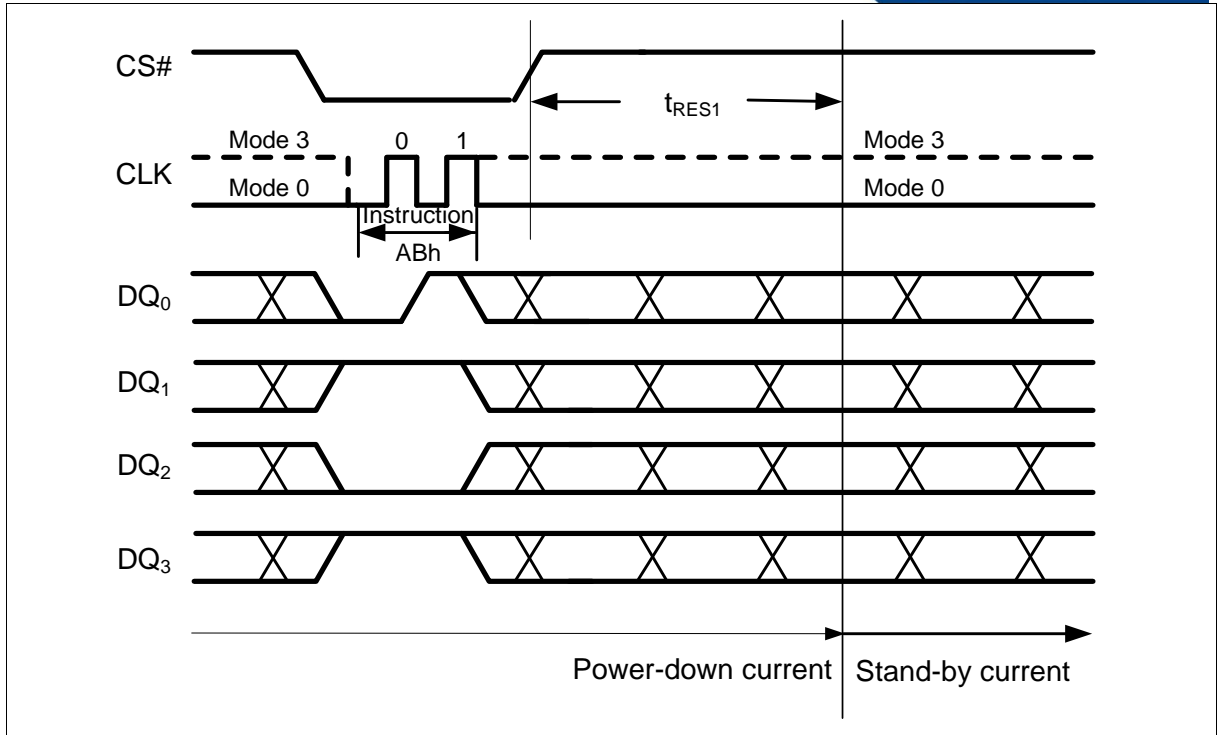 CS#
tRES1
Mode 3 0 1 Mode 3
CLK
Mode 0 Mode 0
Instruction
ABh
DQ0
DQ1
DQ2
DQ3
Power-down current Stand-by current